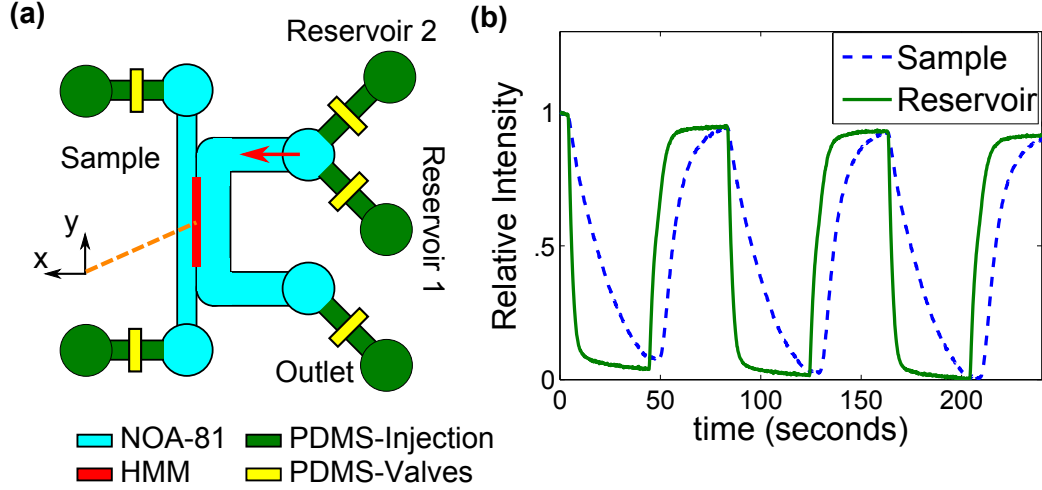 (a)
Reservoir 2
Sample
Reservoir 1
y
x
Outlet
NOA-81
PDMS-Injection
HMM
PDMS-Valves
(b)
Sample
Reservoir
Relative Intensity
1
.5
0
0 50 100 150 200
time (seconds)